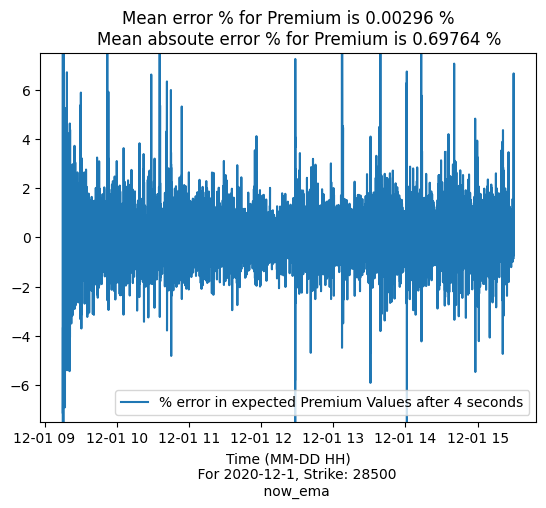 Mean error % for Premium is 0.00296 %
Mean absoute error % for Premium is 0.69764 %
6
4
2
0
−2
−4
−6
% error in expected Premium Values after 4 seconds
12-01 09 12-01 10 12-01 11 12-01 12 12-01 13 12-01 14 12-01 15
Time (MM-DD HH)
For 2020-12-1, Strike: 28500
now_ema